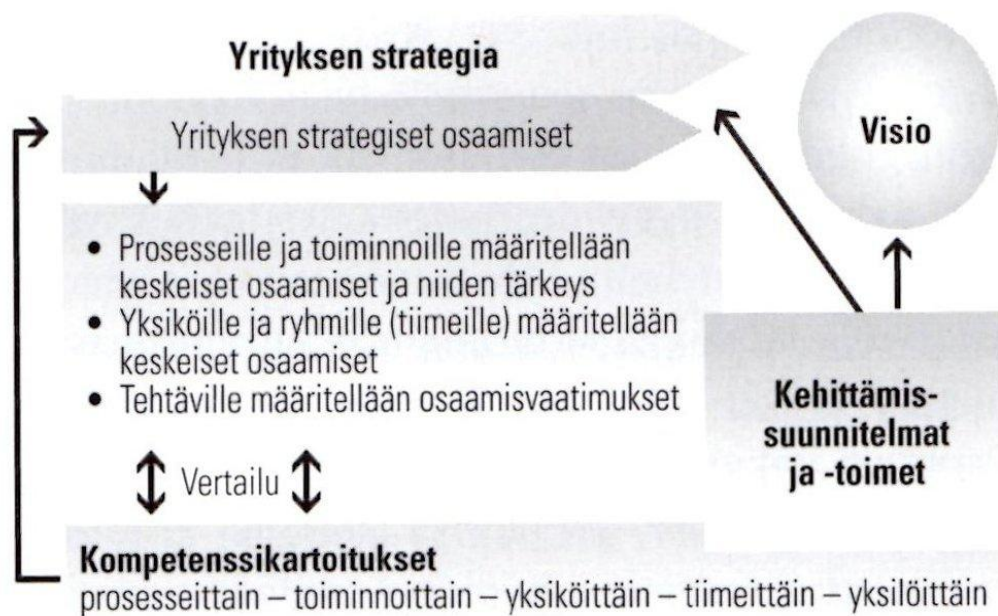 Yrityksen strategia
Yrityksen strategiset osaamiset
Visio
• Prosesseille ja toiminnoille määritellään
keskeiset osaamiset ja niiden tärkeys
• Yksiköille ja ryhmille (tiimeille) määritellään
keskeiset osaamiset
• Tehtäville määritellään osaamisvaatimukset
Kehittämis-
suunnitelmat
ja -toimet
Vertailu
Kompetenssikartoitukset
prosesseittain – toiminnoittain – yksiköittäin – tiimeittäin – yksilöittäin